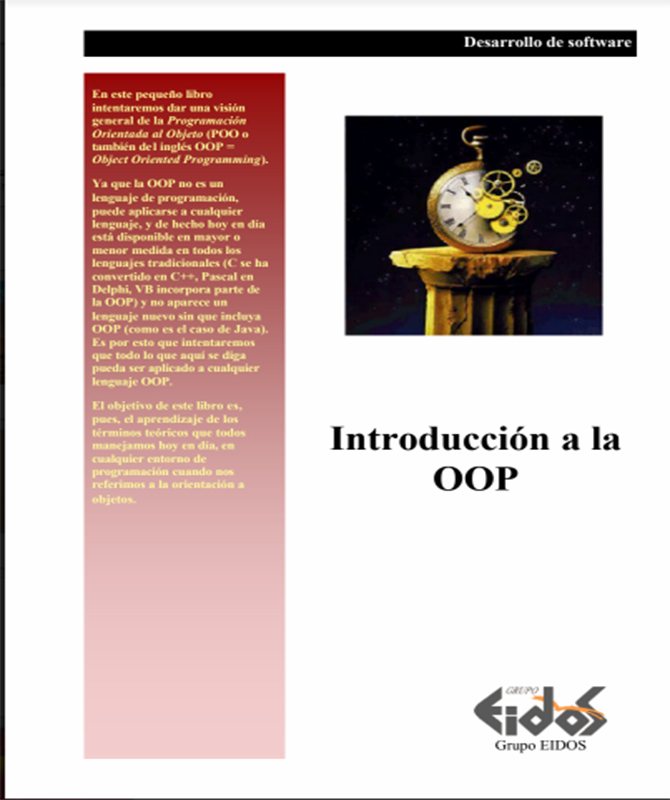 Desarrollo de software
En este pequeño libro
intentaremos dar una visión
general de la Programación
Orientada al Objeto (POO o
también del inglés OOP =
Object Oriented Programming).
Ya que la OOP no es un
lenguaje de programación,
puede aplicarse a cualquier
lenguaje, y de hecho hoy en día
está disponible en mayor o
menor medida en todos los
lenguajes tradicionales (C se ha
convertido en C++, Pascal en
Delphi, VB incorpora parte de
la OOP) y no aparece un
lenguaje nuevo sin que incluya
OOP (como es el caso de Java).
Es por esto que intentaremos
que todo lo que aquí se diga
pueda ser aplicado a cualquier
lenguaje OOP.
El objetivo de este libro es,
pues, el aprendizaje de los
términos teóricos que todos
manejamos hoy en día, en
cualquier entorno de
programación cuando nos
referimos a la orientación a
objetos.
Introducción a la
OOP
GRUPO
Eidos
Grupo EIDOS